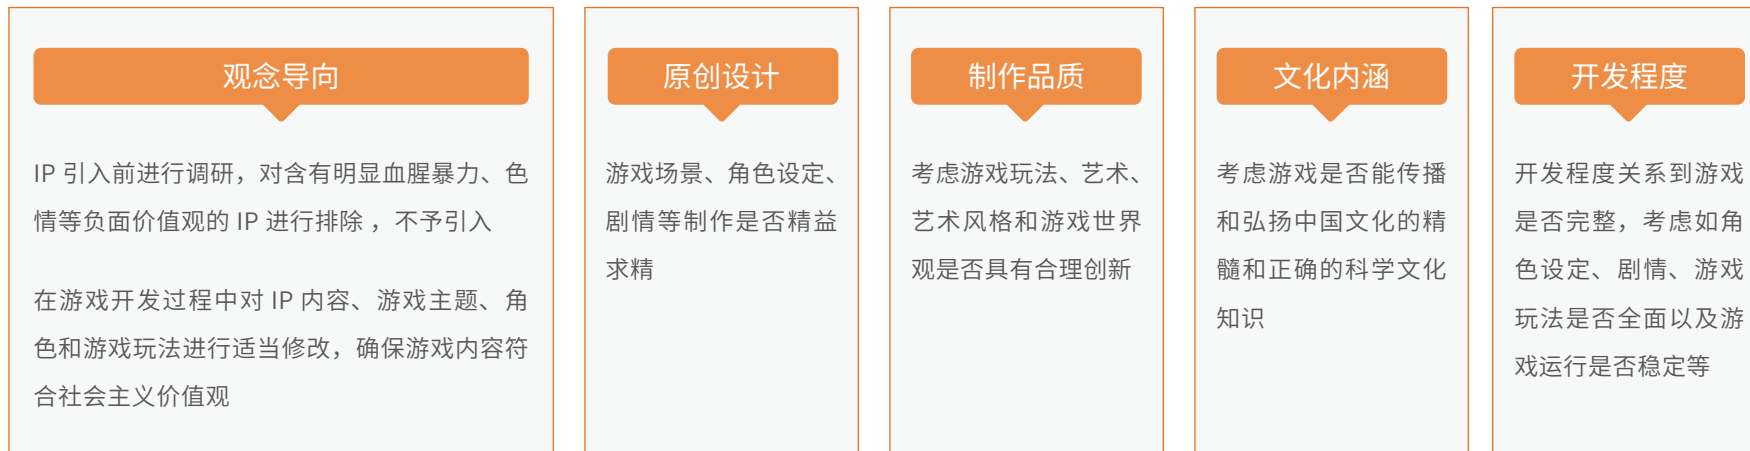 观念导向
IP 引入前进行调研，对含有明显血腥暴力、色
情等负面价值观的 IP 进行排除 ，不予引入
在游戏开发过程中对 IP 内容、游戏主题、角
色和游戏玩法进行适当修改，确保游戏内容符
合社会主义价值观
原创设计
游戏场景、角色设定、
剧情等制作是否精益
求精
制作品质
考虑游戏玩法、艺术、
艺术风格和游戏世界
观是否具有合理创新
文化内涵
考虑游戏是否能传播
和弘扬中国文化的精
髓和正确的科学文化
知识
开发程度
开发程度关系到游戏
是否完整，考虑如角
色设定、剧情、游戏
玩法是否全面以及游
戏运行是否稳定等